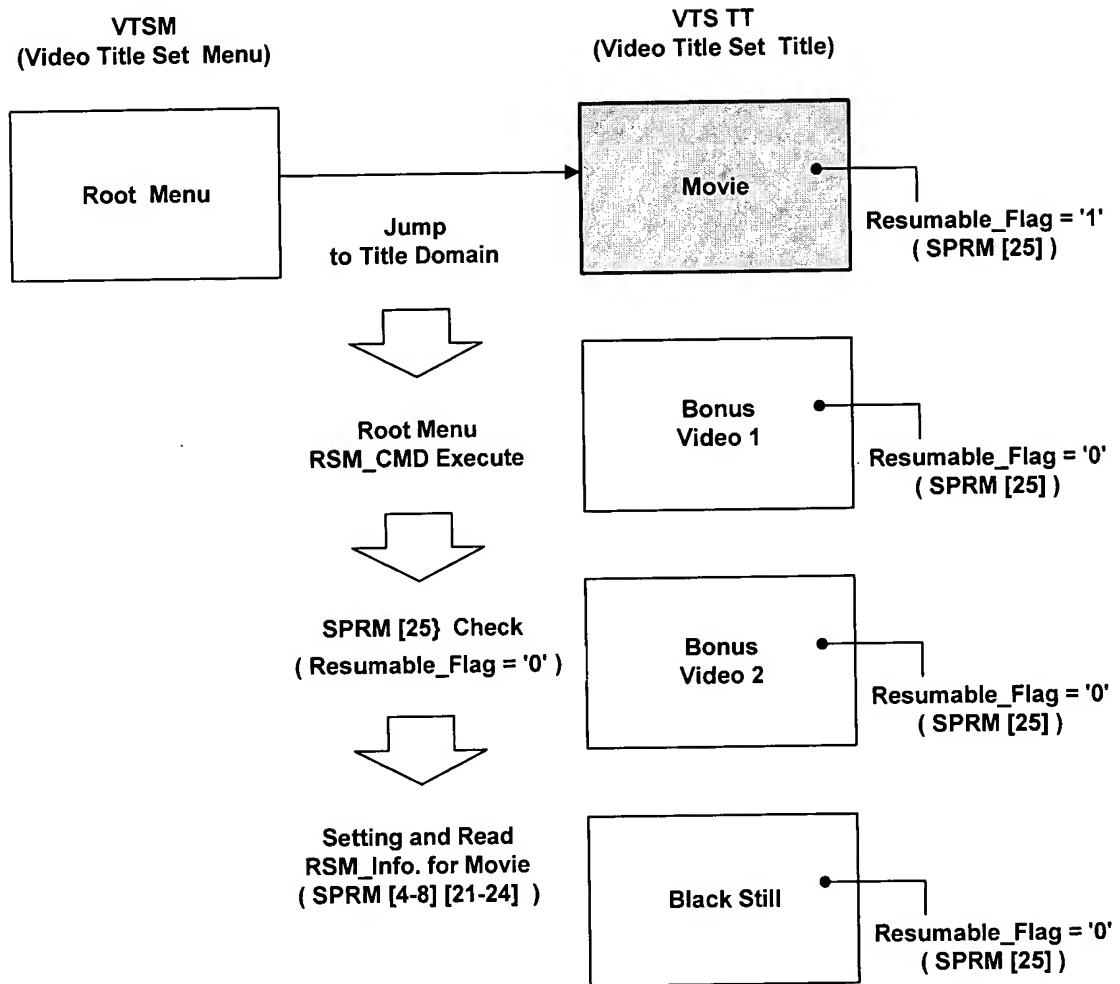 VTSM
(Video Title Set Menu)
VTS TT
(Video Title Set Title)
Root Menu
Jump
to Title Domain
Movie
Resumable_Flag = '1'
( SPRM [25] )
Root Menu
RSM_CMD Execute
Bonus
Video 1
Resumable_Flag = '0'
( SPRM [25] )
SPRM [25} Check
( Resumable_Flag = '0' )
Bonus
Video 2
Resumable_Flag = '0'
( SPRM [25] )
Setting and Read
RSM_Info. for Movie
( SPRM [4-8] [21-24] )
Black Still
Resumable_Flag = '0'
( SPRM [25] )